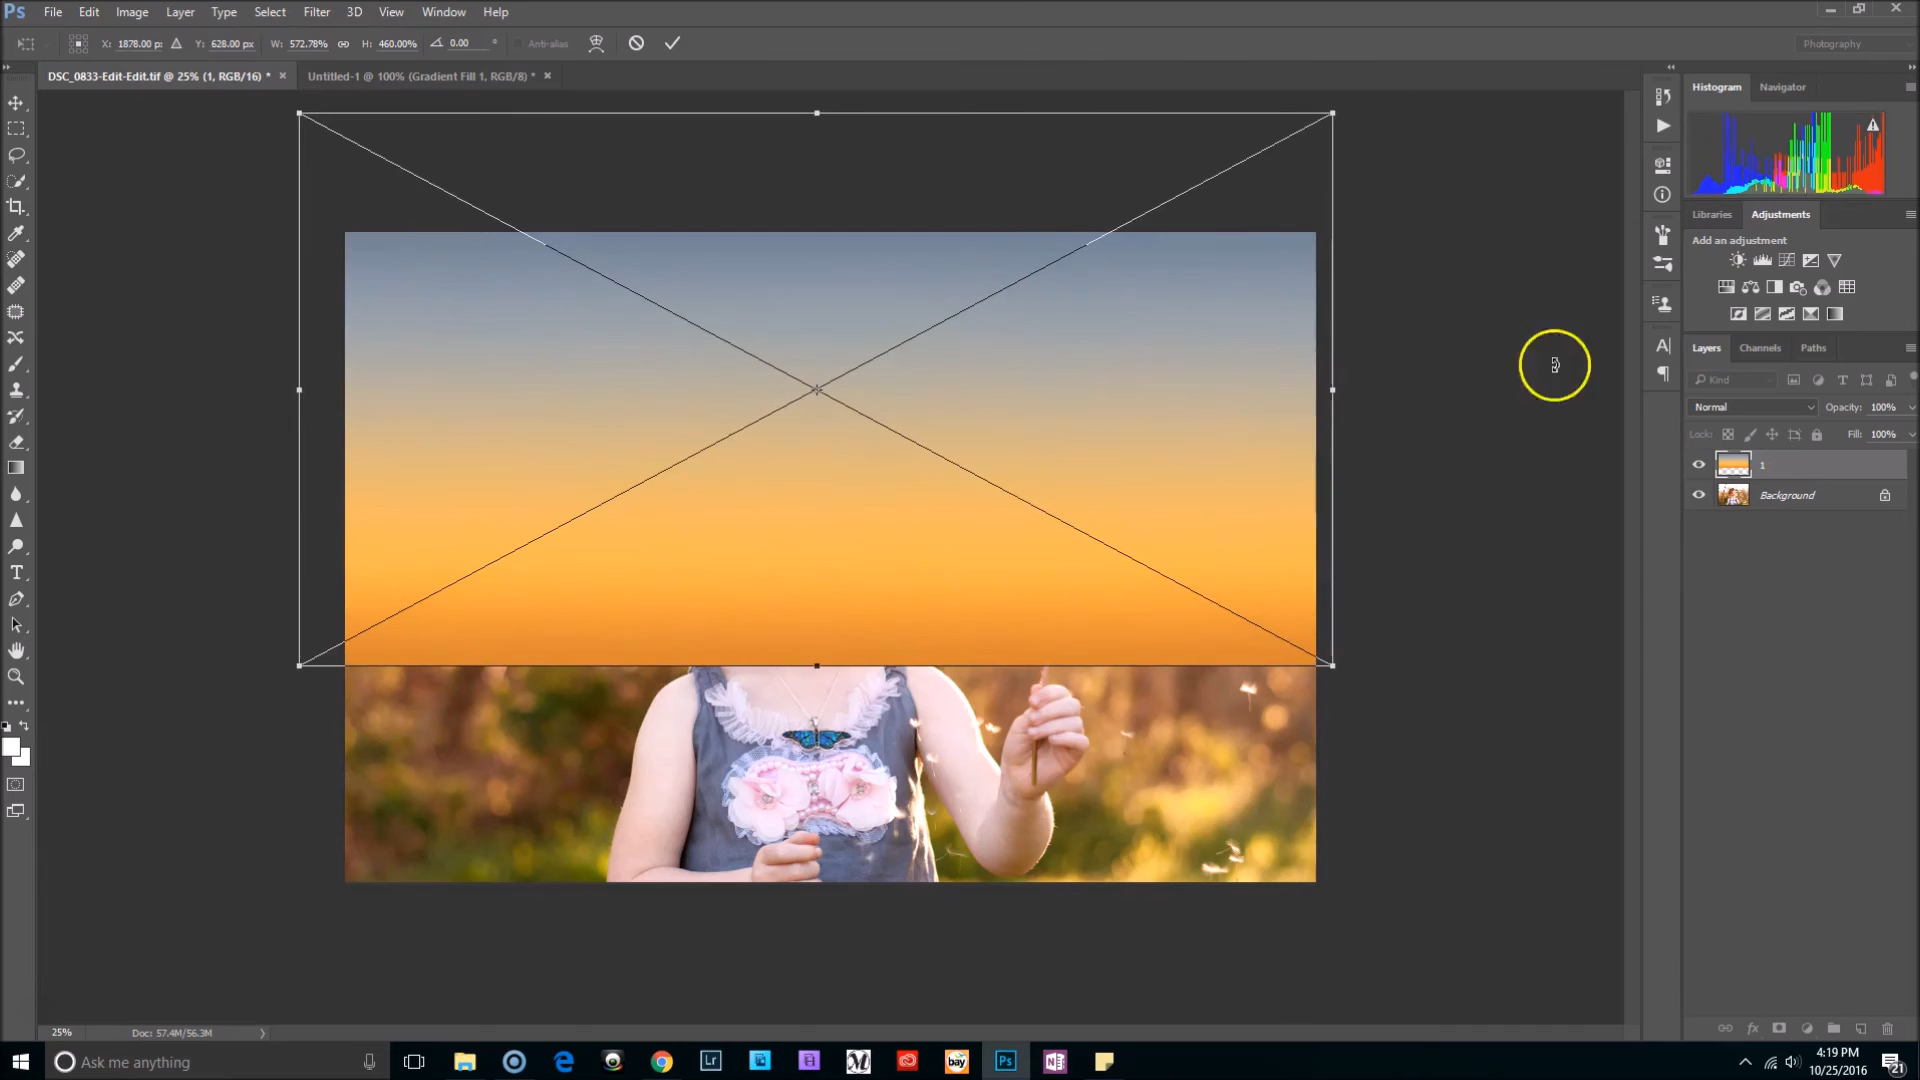 Ps File Edit Image Layer Type Select Filter 3D View Window Help
X: 1878.00 p: Y: 628.00 px W: 572.78% H: 460.00% 0.00 ° Anti-alias Photography
DSC_0833-Edit-Edit.tif @ 25% (1, RGB/16) * × Untitled-1 @ 100% (Gradient Fill 1, RGB/8) * ×
Histogram Navigator
Libraries Adjustments
Add an adjustment
Layers Channels Paths
Kind
Normal Opacity: 100%
Lock: Fill: 100%
1
Background
25% Doc: 57.4M/56.3M
Ask me anything
Lr
bay
Ps
N
4:19 PM
10/25/2016
21